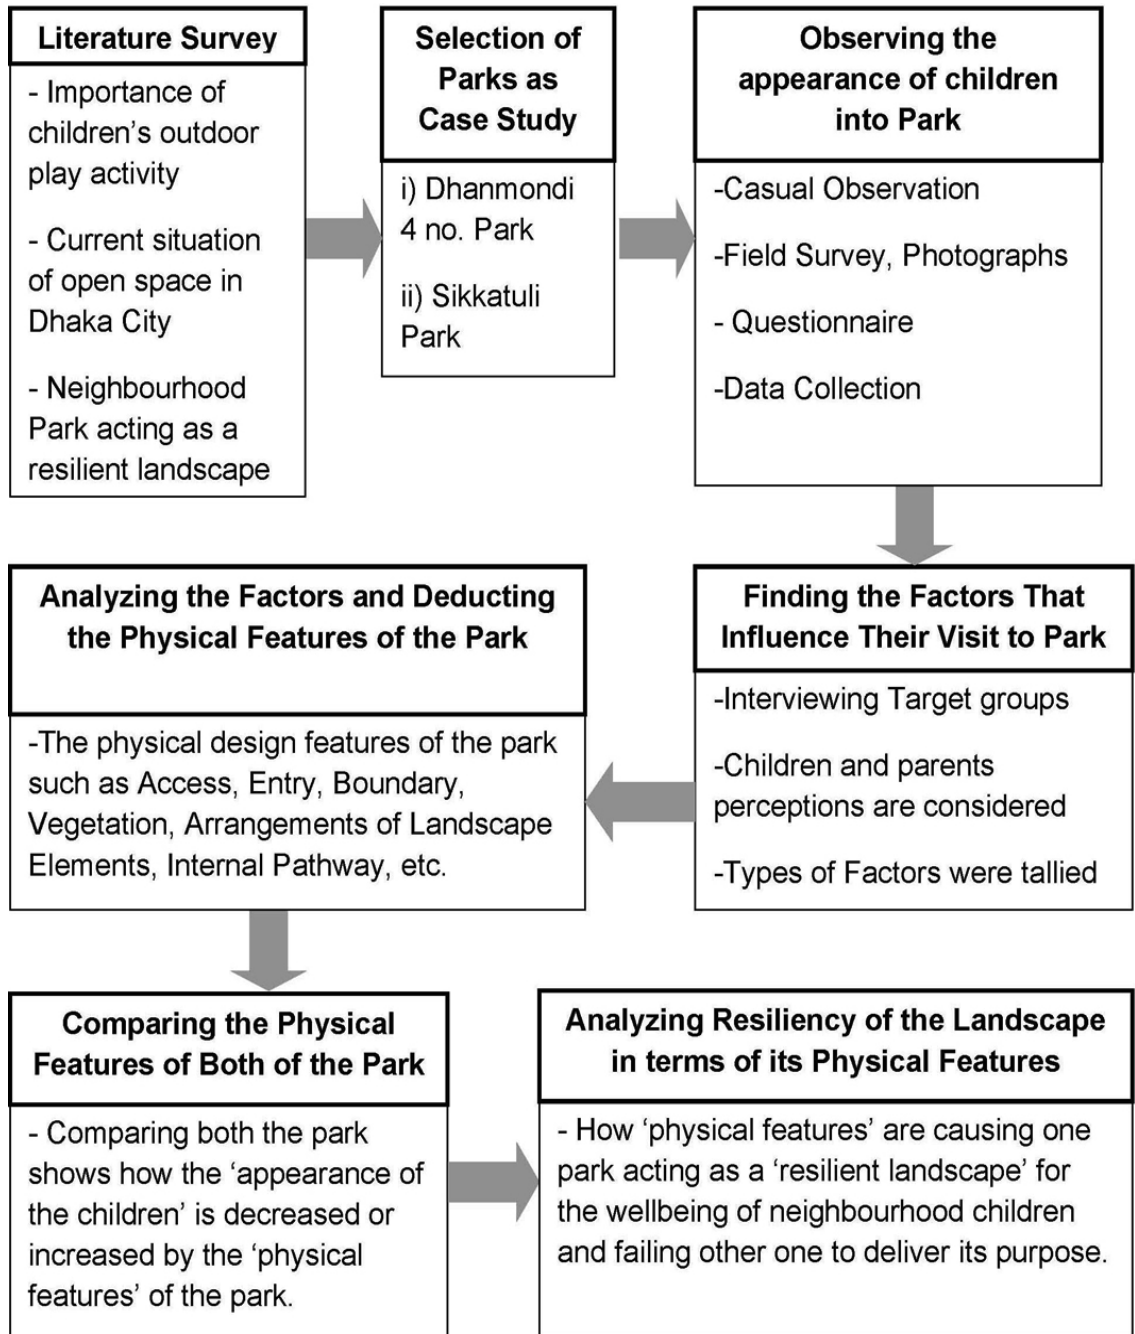 Literature Survey
- Importance of
children's outdoor
play activity
- Current situation
of open space in
Dhaka City
- Neighbourhood
Park acting as a
resilient landscape
Selection of
Parks as
Case Study
i) Dhanmondi
4 no. Park
ii) Sikkatuli
Park
Observing the
appearance of children
into Park
-Casual Observation
-Field Survey, Photographs
- Questionnaire
-Data Collection
Finding the Factors That
Influence Their Visit to Park
-Interviewing Target groups
-Children and parents
perceptions are considered
-Types of Factors were tallied
Analyzing the Factors and Deducting
the Physical Features of the Park
-The physical design features of the park
such as Access, Entry, Boundary,
Vegetation, Arrangements of Landscape
Elements, Internal Pathway, etc.
Comparing the Physical
Features of Both of the Park
- Comparing both the park
shows how the ‘appearance of
the children’ is decreased or
increased by the ‘physical
features’ of the park.
Analyzing Resiliency of the Landscape
in terms of its Physical Features
- How ‘physical features’ are causing one
park acting as a ‘resilient landscape’ for
the wellbeing of neighbourhood children
and failing other one to deliver its purpose.